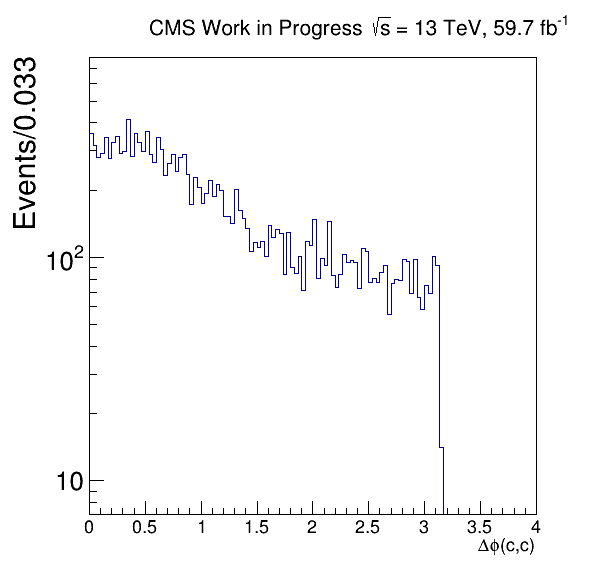 CMS Work in Progress √s = 13 TeV, 59.7 fb⁻¹
Events/0.033
10²
10
0 0.5 1 1.5 2 2.5 3 3.5 4
Δϕ(c,c)